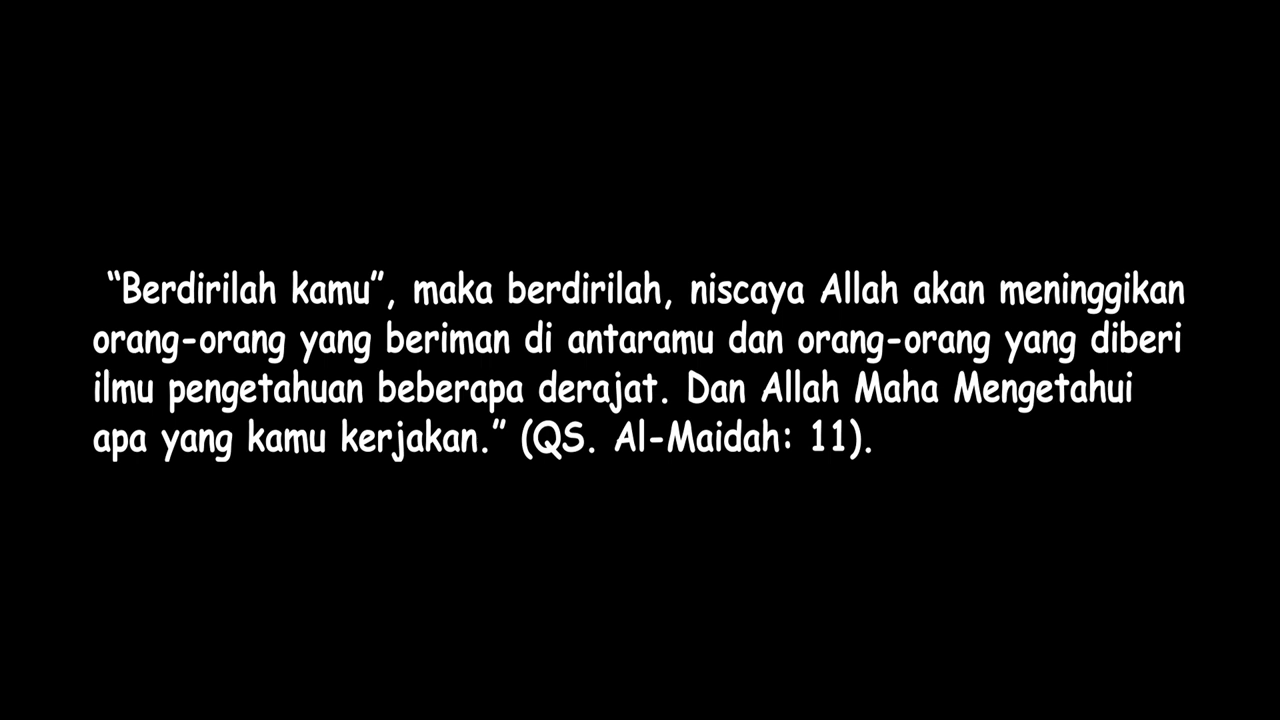 “Berdirilah kamu”, maka berdirilah, niscaya Allah akan meninggikan
orang-orang yang beriman di antaramu dan orang-orang yang diberi
ilmu pengetahuan beberapa derajat. Dan Allah Maha Mengetahui
apa yang kamu kerjakan.” (QS. Al-Maidah: 11).